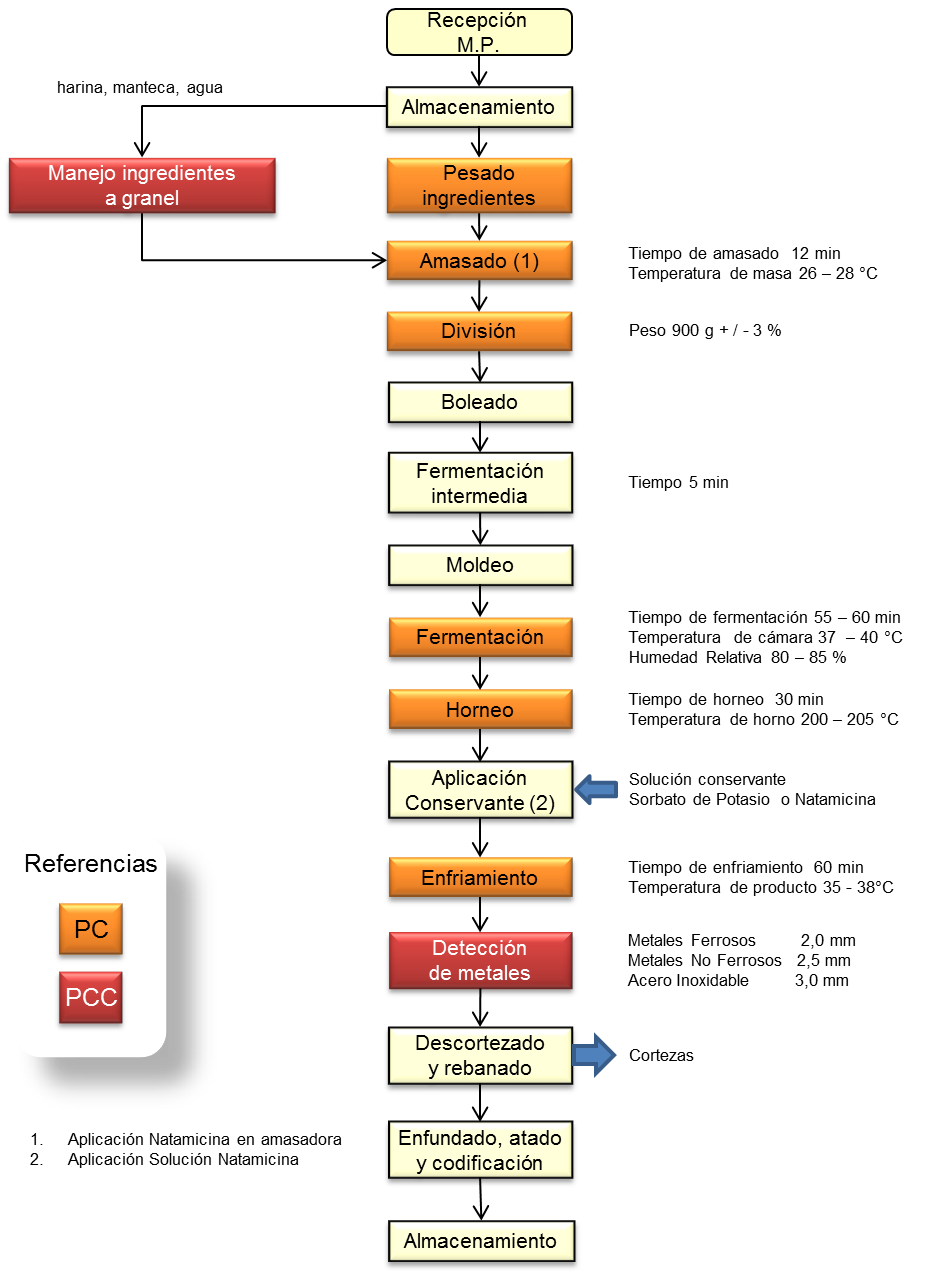 Recepción
M.P.
harina, manteca, agua
Almacenamiento
Manejo ingredientes
a granel
Pesado
ingredientes
Amasado (1)
Tiempo de amasado 12 min
Temperatura de masa 26 – 28 °C
División
Peso 900 g + / - 3 %
Boleado
Fermentación
intermedia
Tiempo 5 min
Moldeo
Fermentación
Tiempo de fermentación 55 – 60 min
Temperatura de cámara 37 – 40 °C
Humedad Relativa 80 – 85 %
Horneo
Tiempo de horneo 30 min
Temperatura de horno 200 – 205 °C
Aplicación
Conservante (2)
Solución conservante
Sorbato de Potasio o Natamicina
Enfriamiento
Tiempo de enfriamiento 60 min
Temperatura de producto 35 - 38°C
Detección
de metales
Metales Ferrosos 2,0 mm
Metales No Ferrosos 2,5 mm
Acero Inoxidable 3,0 mm
Descortezado
y rebanado
Cortezas
Enfundado, atado
y codificación
Almacenamiento
Referencias
PC
PCC
1. Aplicación Natamicina en amasadora
2. Aplicación Solución Natamicina